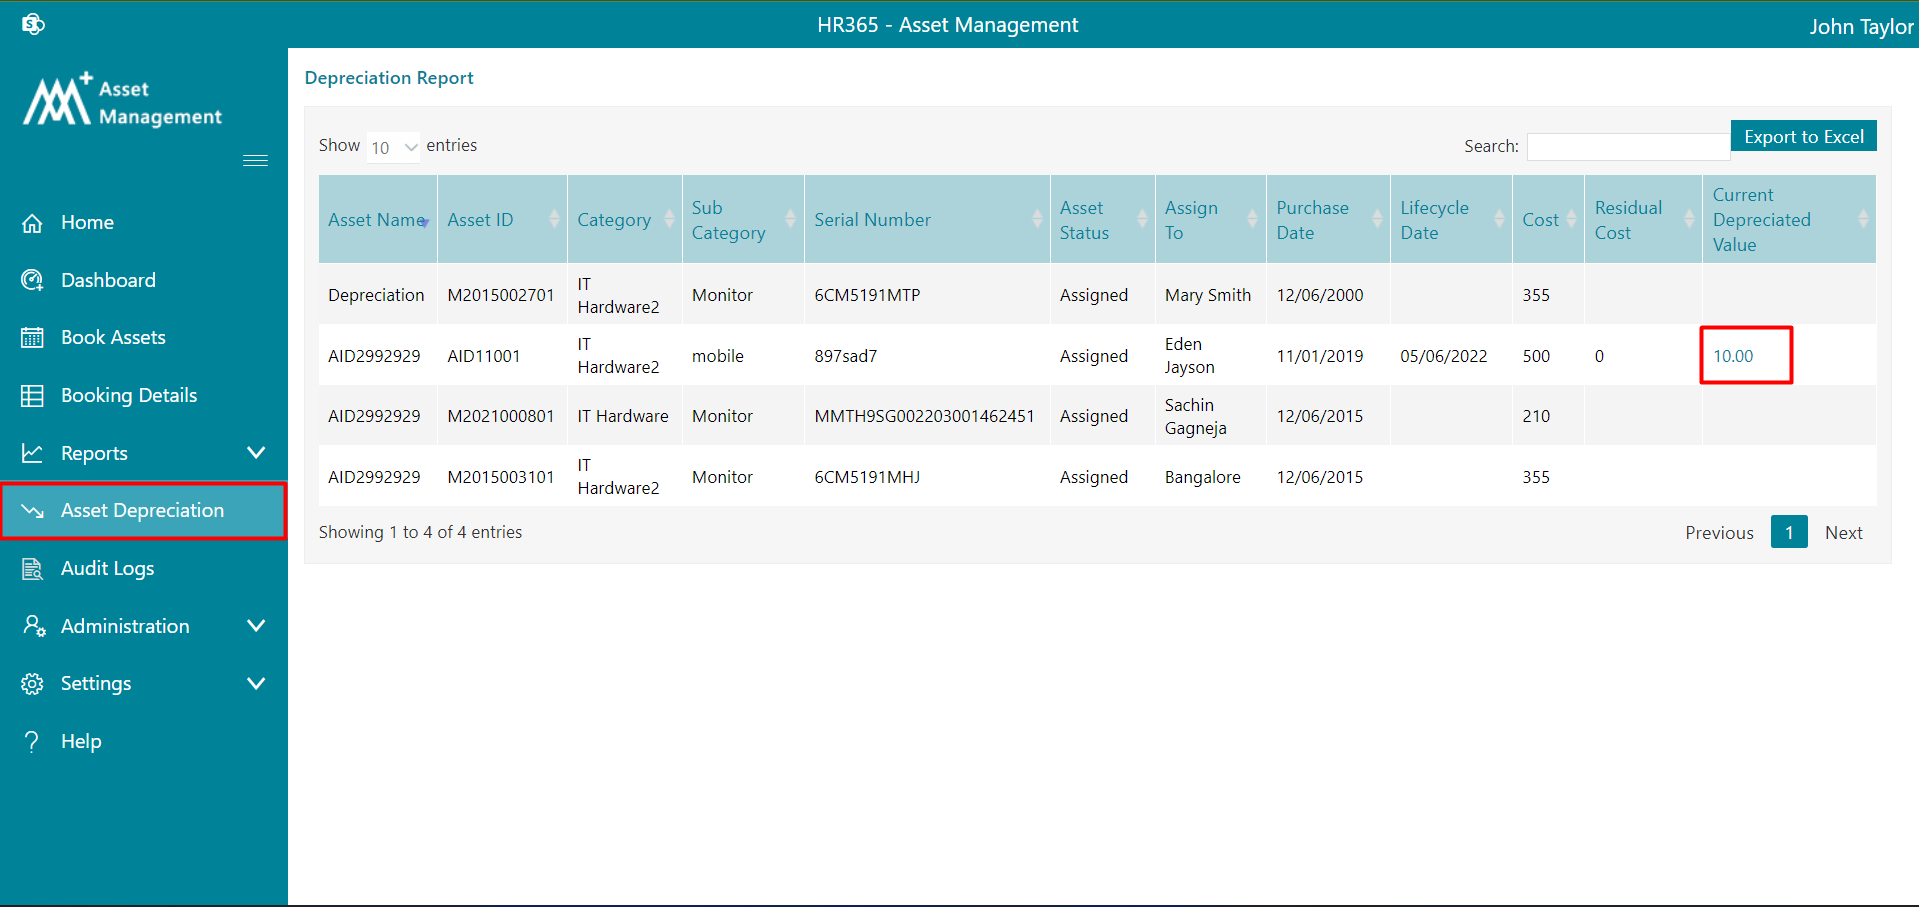 HR365 - Asset Management
John Taylor
Asset
Management
Home
Dashboard
Book Assets
Booking Details
Reports
Asset Depreciation
Audit Logs
Administration
Settings
Help
Depreciation Report
Show 10 entries
Search:
Export to Excel
Asset Name Asset ID Category Sub Category Serial Number Asset Status Assign To Purchase Date Lifecycle Date Cost Residual Cost Current Depreciated Value
Depreciation M2015002701 IT Hardware2 Monitor 6CM5191MTP Assigned Mary Smith 12/06/2000 355
AID2992929 AID11001 IT Hardware2 mobile 897sad7 Assigned Eden Jayson 11/01/2019 05/06/2022 500 0 10.00
AID2992929 M2021000801 IT Hardware Monitor MMTH9SG002203001462451 Assigned Sachin Gagneja 12/06/2015 210
AID2992929 M2015003101 IT Hardware2 Monitor 6CM5191MHJ Assigned Bangalore 12/06/2015 355
Showing 1 to 4 of 4 entries
Previous 1 Next